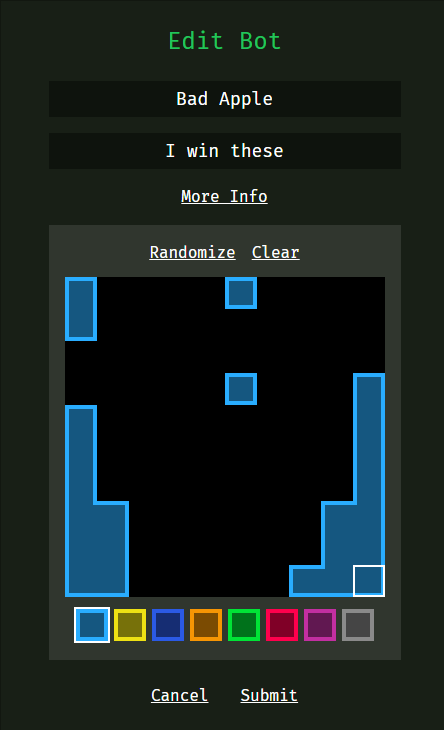 Edit Bot
Bad Apple
I win these
More Info
Randomize Clear
Cancel Submit